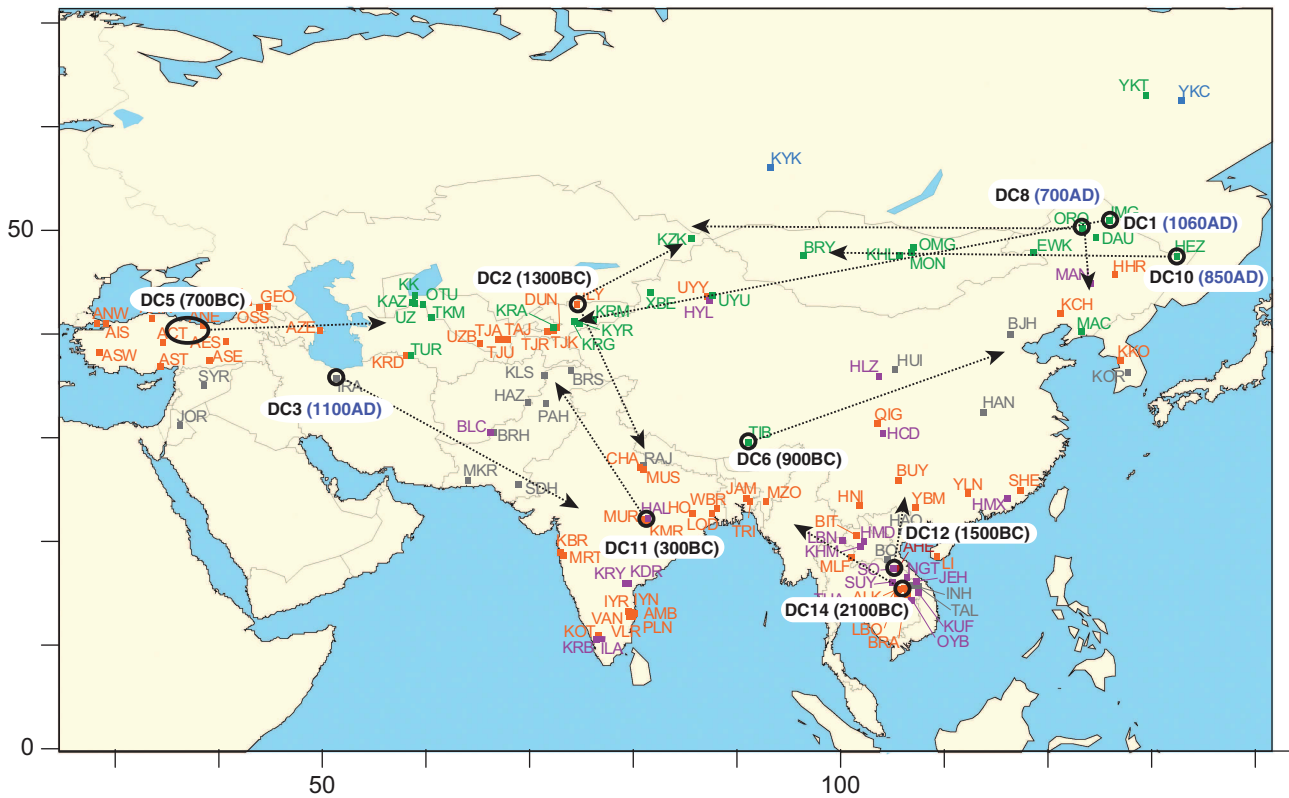 YKT
YKC
KYK
DC8 (700AD)
IMG
ORO
DC1 (1060AD)
50
KZK
BRY
KHL
OMG
MON
EWK
DAU
HEZ
DC10 (850AD)
MAN
HHR
DC2 (1300BC)
KK
DC5 (700BC)
GEO
KAZ
OTU
DUN
XBE
UYY
UYU
HYL
KCH
ANW
OSS
UZ
TKM
KRA
KRM
KYR
MAC
BJH
AIS
ACT
ANE
AZE
UZB
TJA
TAJ
TJR
TJK
KRG
TJU
ASW
AST
AES
ASE
KRD
TUR
KKO
KOR
SYR
IRA
KLS
BRS
HLZ
HUI
DC3 (1100AD)
HAZ
PAH
HAN
JOR
BLC
BRH
TIB
QIG
HCD
DC6 (900BC)
CHA
RAJ
MUS
MKR
SDH
BUY
YLN
SHE
JAM
MZO
HNI
YBM
HMX
MUR
HAL
HO
WBR
KMR
LOD
TRI
BIT
HMD
HAO
LBN
KHM
DC12 (1500BC)
DC11 (300BC)
KBR
MRT
MLF
BO
AHE
LI
KRY
KDR
SO
NGT
SUY
JEH
INH
TAL
IYR
IYN
VAN
AMB
DC14 (2100BC)
KUF
OYB
KOT
VLR
PLN
LBO
BRA
KRB
ILA
0
50
100